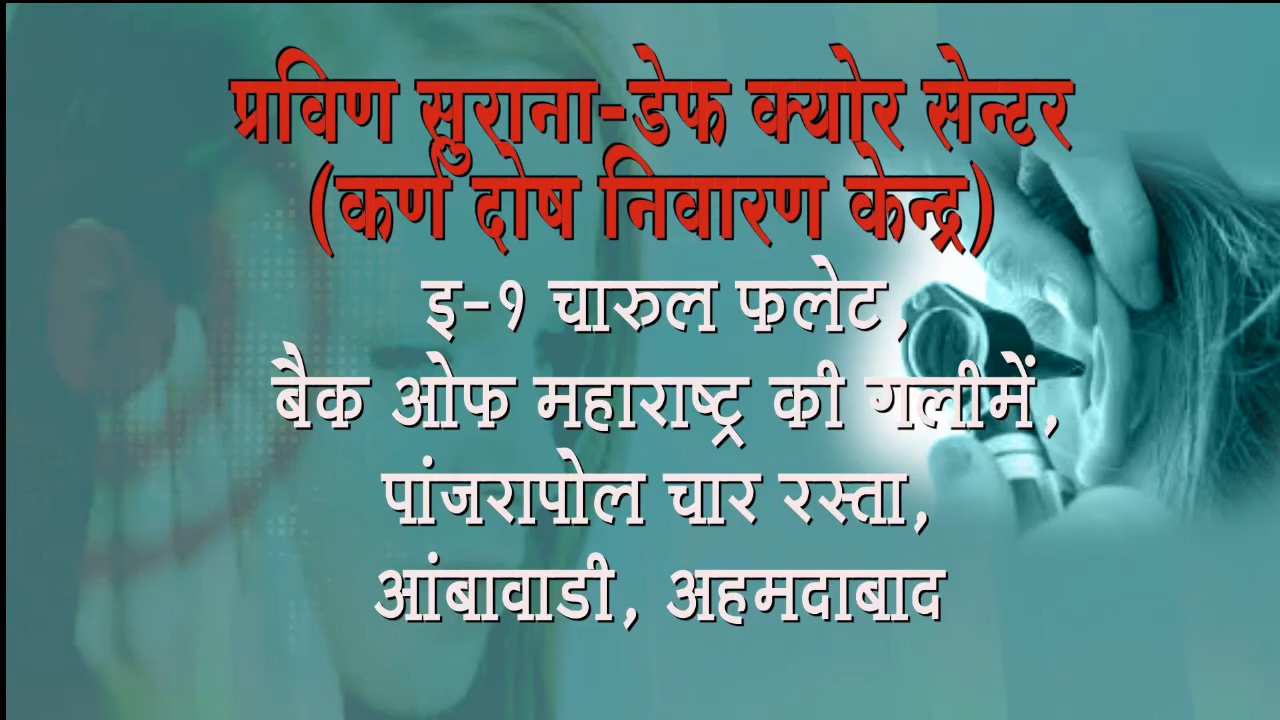 प्रविण सुराना-डेफ क्योर सेन्टर
(कर्ण दोष निवारण केन्द्र)
इ-१ चारुल फलेट,
बैक ओफ महाराष्ट्र की गलीमें,
पांजरापोल चार रस्ता,
आंबावाडी, अहमदाबाद